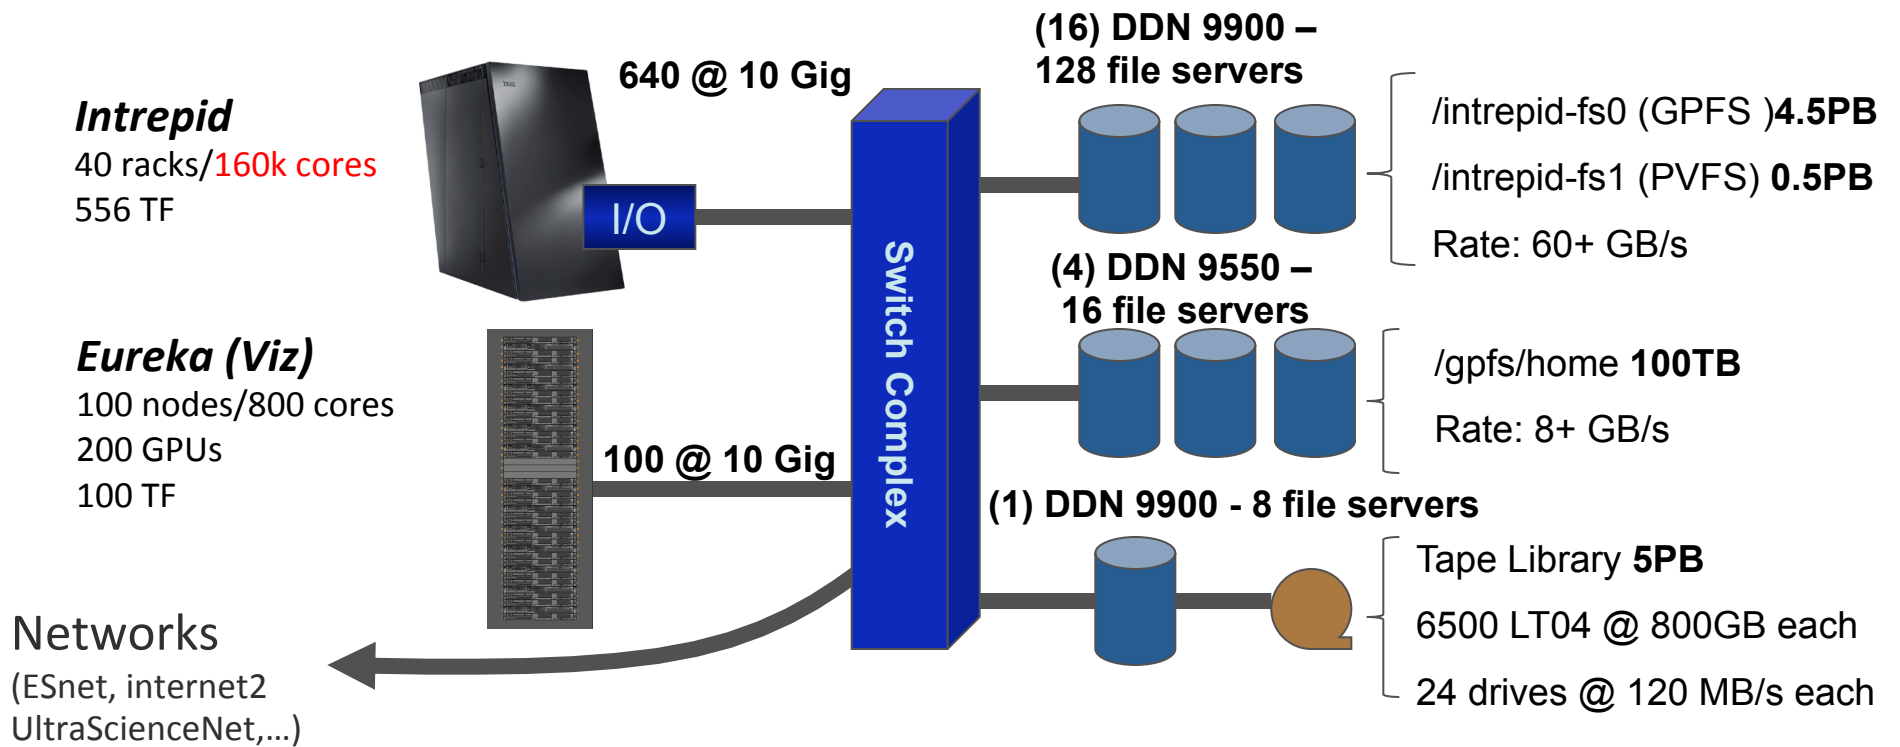 Intrepid
40 racks/160k cores
556 TF
640 @ 10 Gig
I/O
Eureka (Viz)
100 nodes/800 cores
200 GPUs
100 TF
100 @ 10 Gig
Networks
(ESnet, internet2
UltraScienceNet,...)
Switch Complex
(16) DDN 9900 –
128 file servers
/intrepid-fs0 (GPFS )4.5PB
/intrepid-fs1 (PVFS) 0.5PB
Rate: 60+ GB/s
(4) DDN 9550 –
16 file servers
/gpfs/home 100TB
Rate: 8+ GB/s
(1) DDN 9900 - 8 file servers
Tape Library 5PB
6500 LT04 @ 800GB each
24 drives @ 120 MB/s each